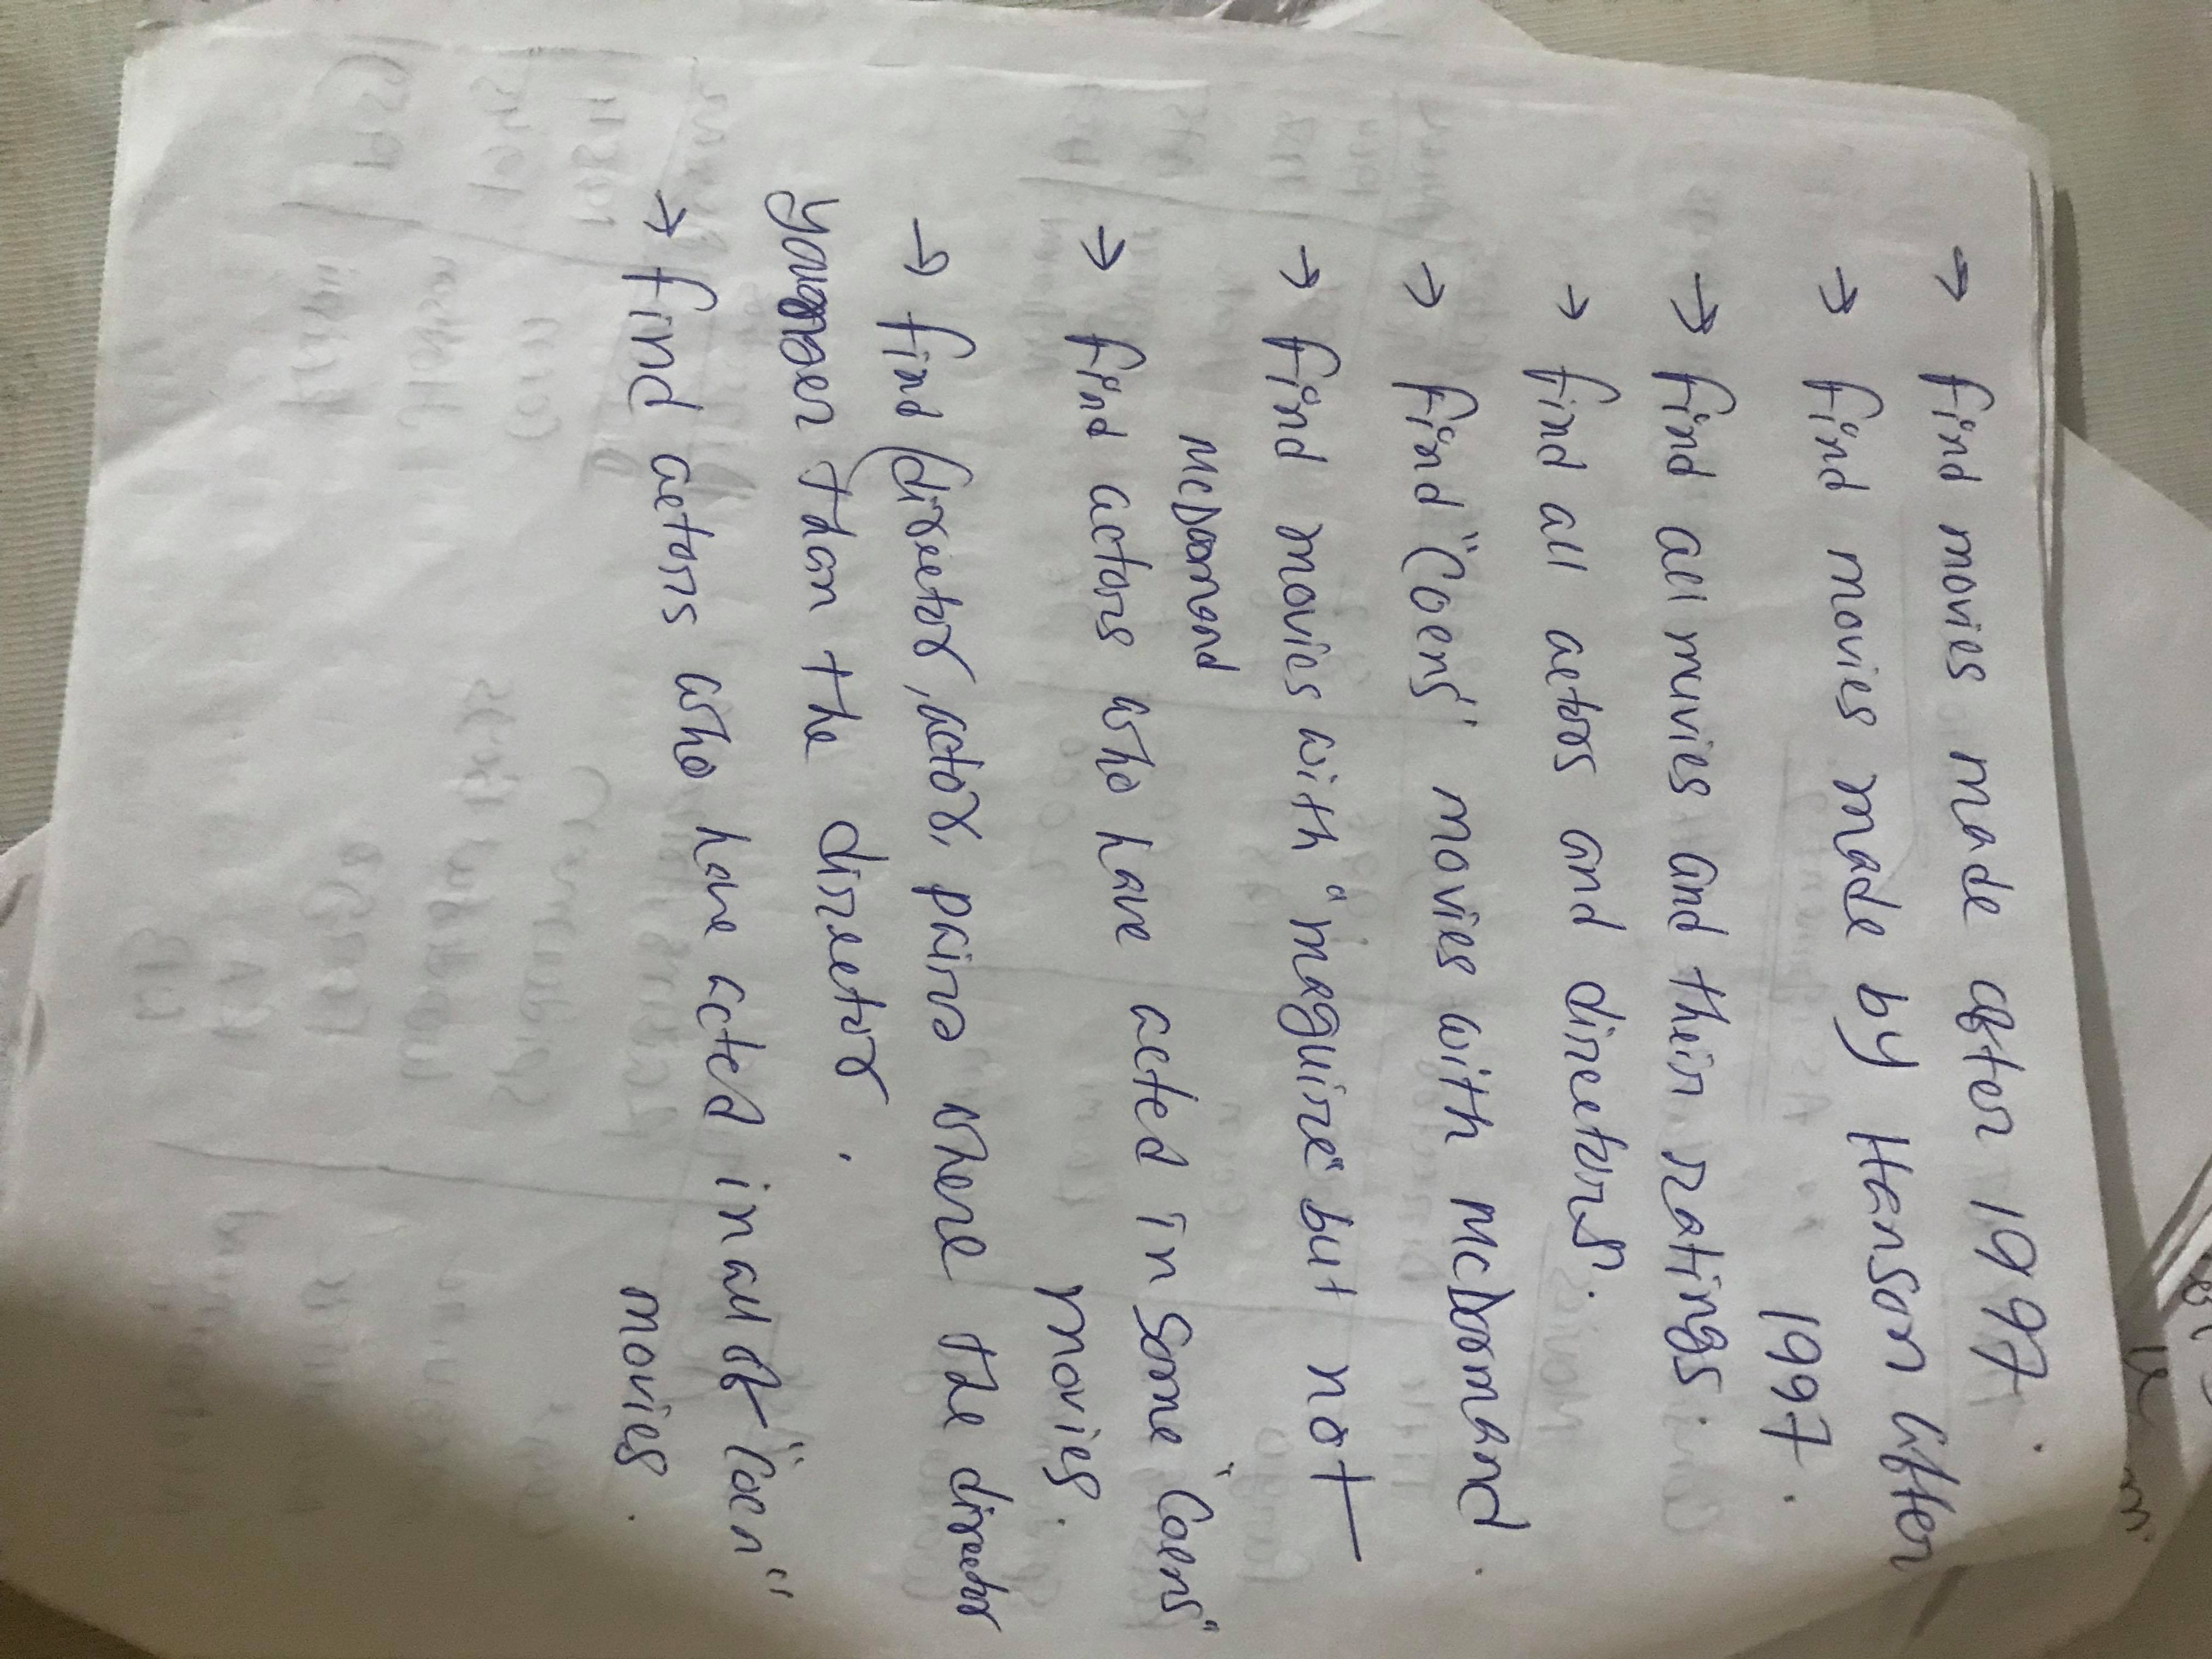 → find movies made after 1997.
→ find movies made by Hanson after
1997.
→ find all muvies and their ratings.
→ find all actors and directors.
→ find "Coens" movies with McDormand.
→ find movies with "maguire" but not
McDoomand
→ find actors who have acted in some "Coens"
movies.
→ find (director, actor, pairs where the director
younger than the director.
→ find actors who have acted in all of "Coen"
movies.